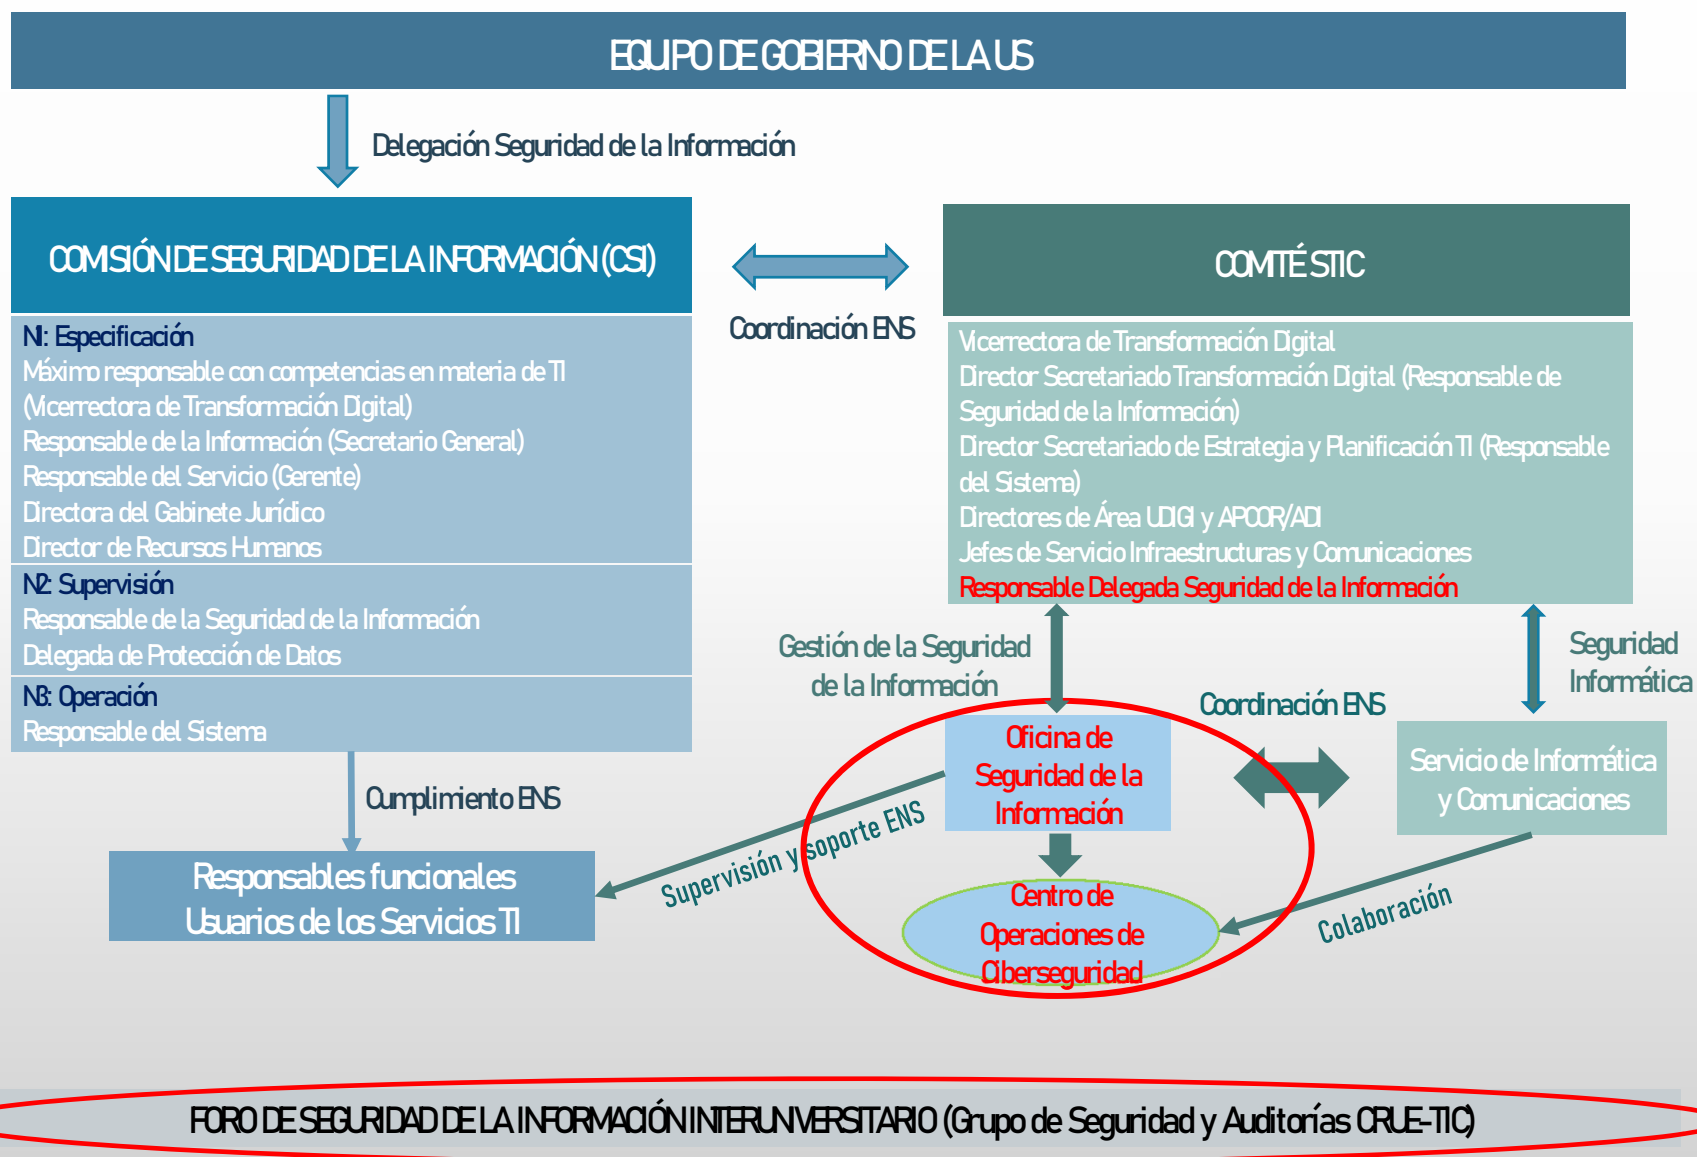 EQUIPO DE GOBIERNO DE LA US
Delegación Seguridad de la Información
COMISIÓN DE SEGURIDAD DE LA INFORMACIÓN (CSI)
N1: Especificación
Máximo responsable con competencias en materia de TI
(Vicerrectora de Transformación Digital)
Responsable de la Información (Secretario General)
Responsable del Servicio (Gerente)
Directora del Gabinete Jurídico
Director de Recursos Humanos
N2: Supervisión
Responsable de la Seguridad de la Información
Delegada de Protección de Datos
N3: Operación
Responsable del Sistema
Coordinación ENS
COMITÉ STIC
Vicerrectora de Transformación Digital
Director Secretariado Transformación Digital (Responsable de
Seguridad de la Información)
Director Secretariado de Estrategia y Planificación TI (Responsable
del Sistema)
Directores de Área UDIGI y APCOR/ADI
Jefes de Servicio Infraestructuras y Comunicaciones
Responsable Delegada Seguridad de la Información
Gestión de la Seguridad
de la Información
Seguridad
Informática
Coordinación ENS
Oficina de
Seguridad de la
Información
Servicio de Informática
y Comunicaciones
Cumplimiento ENS
Supervisión y soporte ENS
Responsables funcionales
Usuarios de los Servicios TI
Centro de
Operaciones de
Ciberseguridad
Colaboración
FORO DE SEGURIDAD DE LA INFORMACIÓN INTERUNIVERSITARIO (Grupo de Seguridad y Auditorías CRUE-TIC)